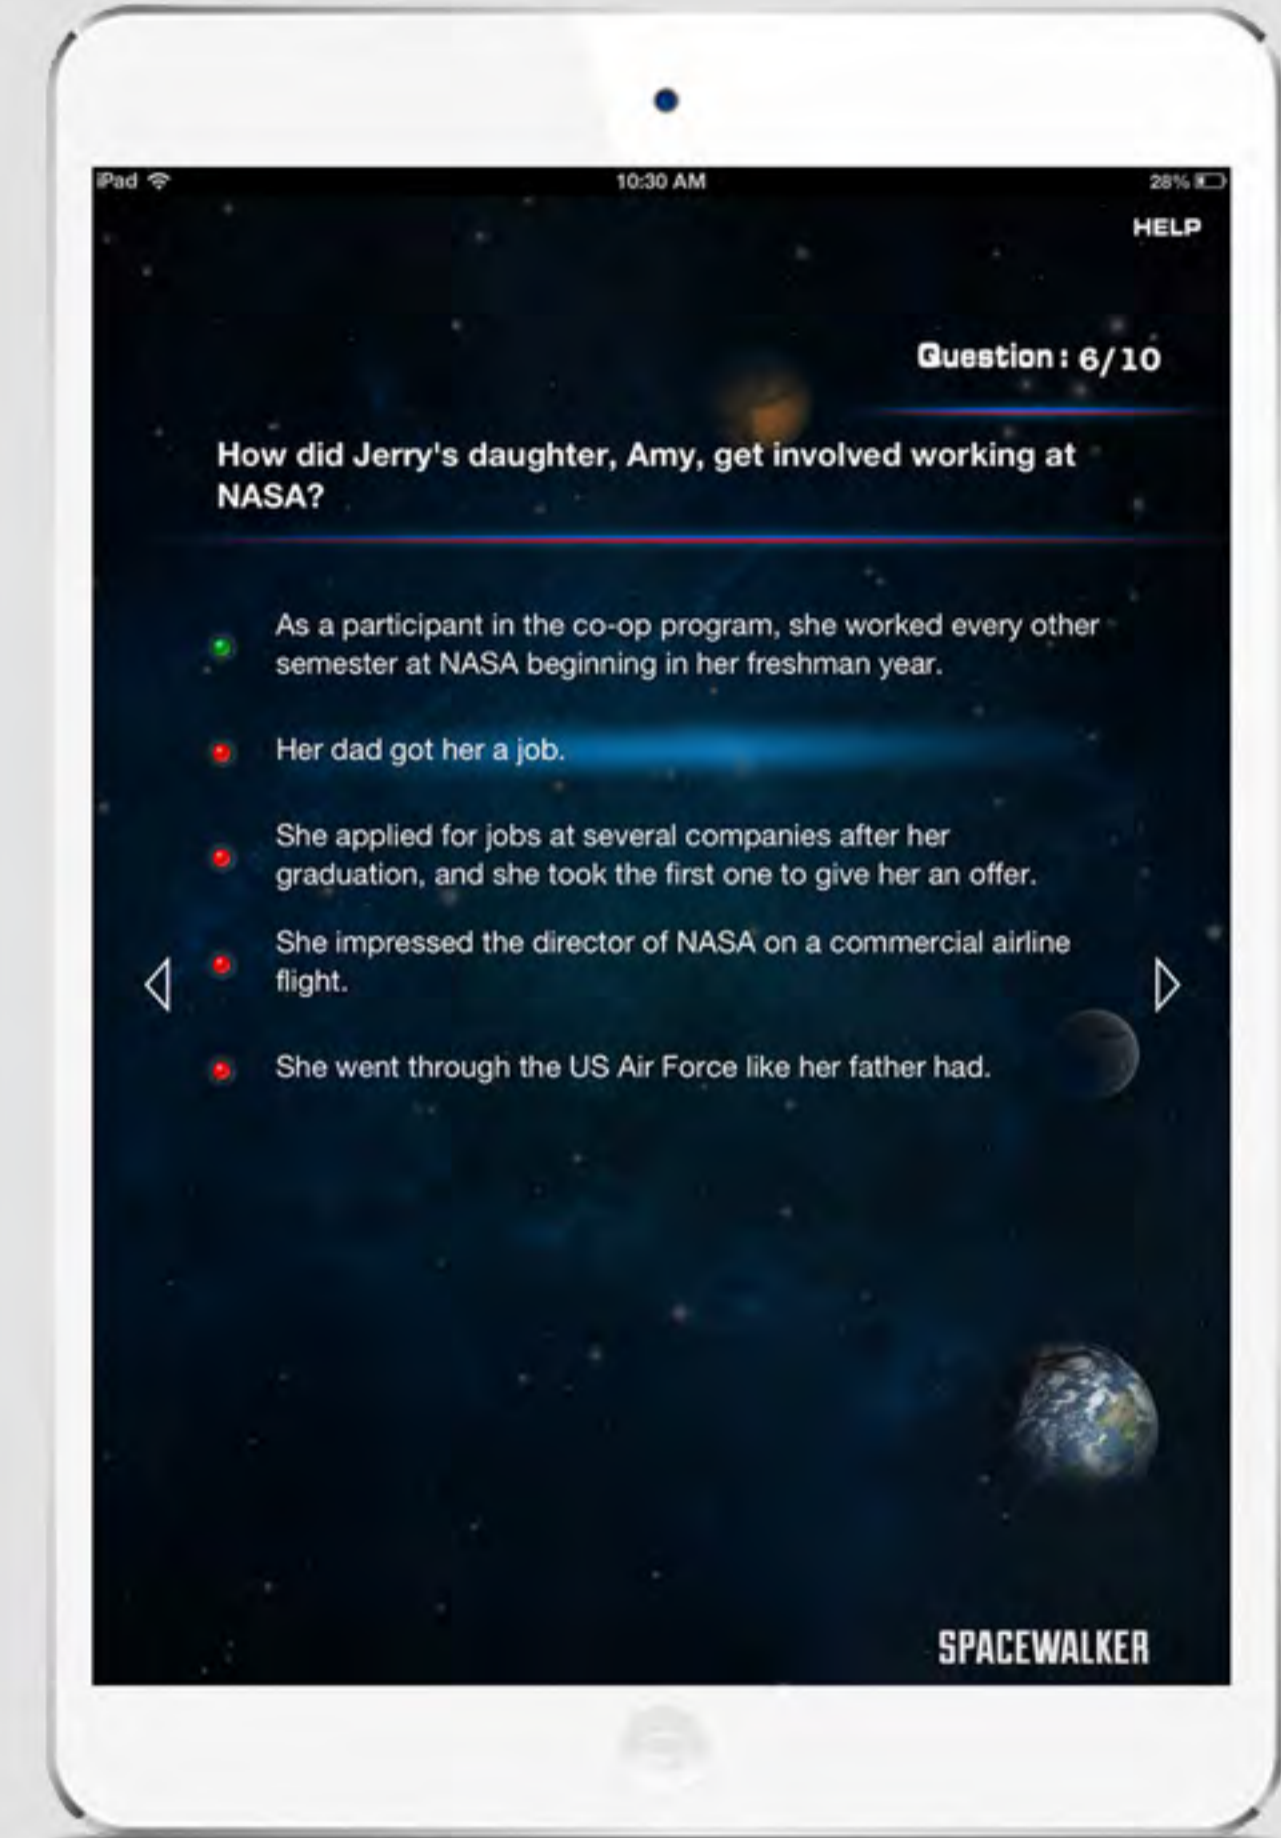 iPad
10:30 AM
28%
HELP
Question: 6/10
How did Jerry's daughter, Amy, get involved working at
NASA?
As a participant in the co-op program, she worked every other
semester at NASA beginning in her freshman year.
Her dad got her a job.
She applied for jobs at several companies after her
graduation, and she took the first one to give her an offer.
She impressed the director of NASA on a commercial airline
flight.
She went through the US Air Force like her father had.
SPACEWALKER